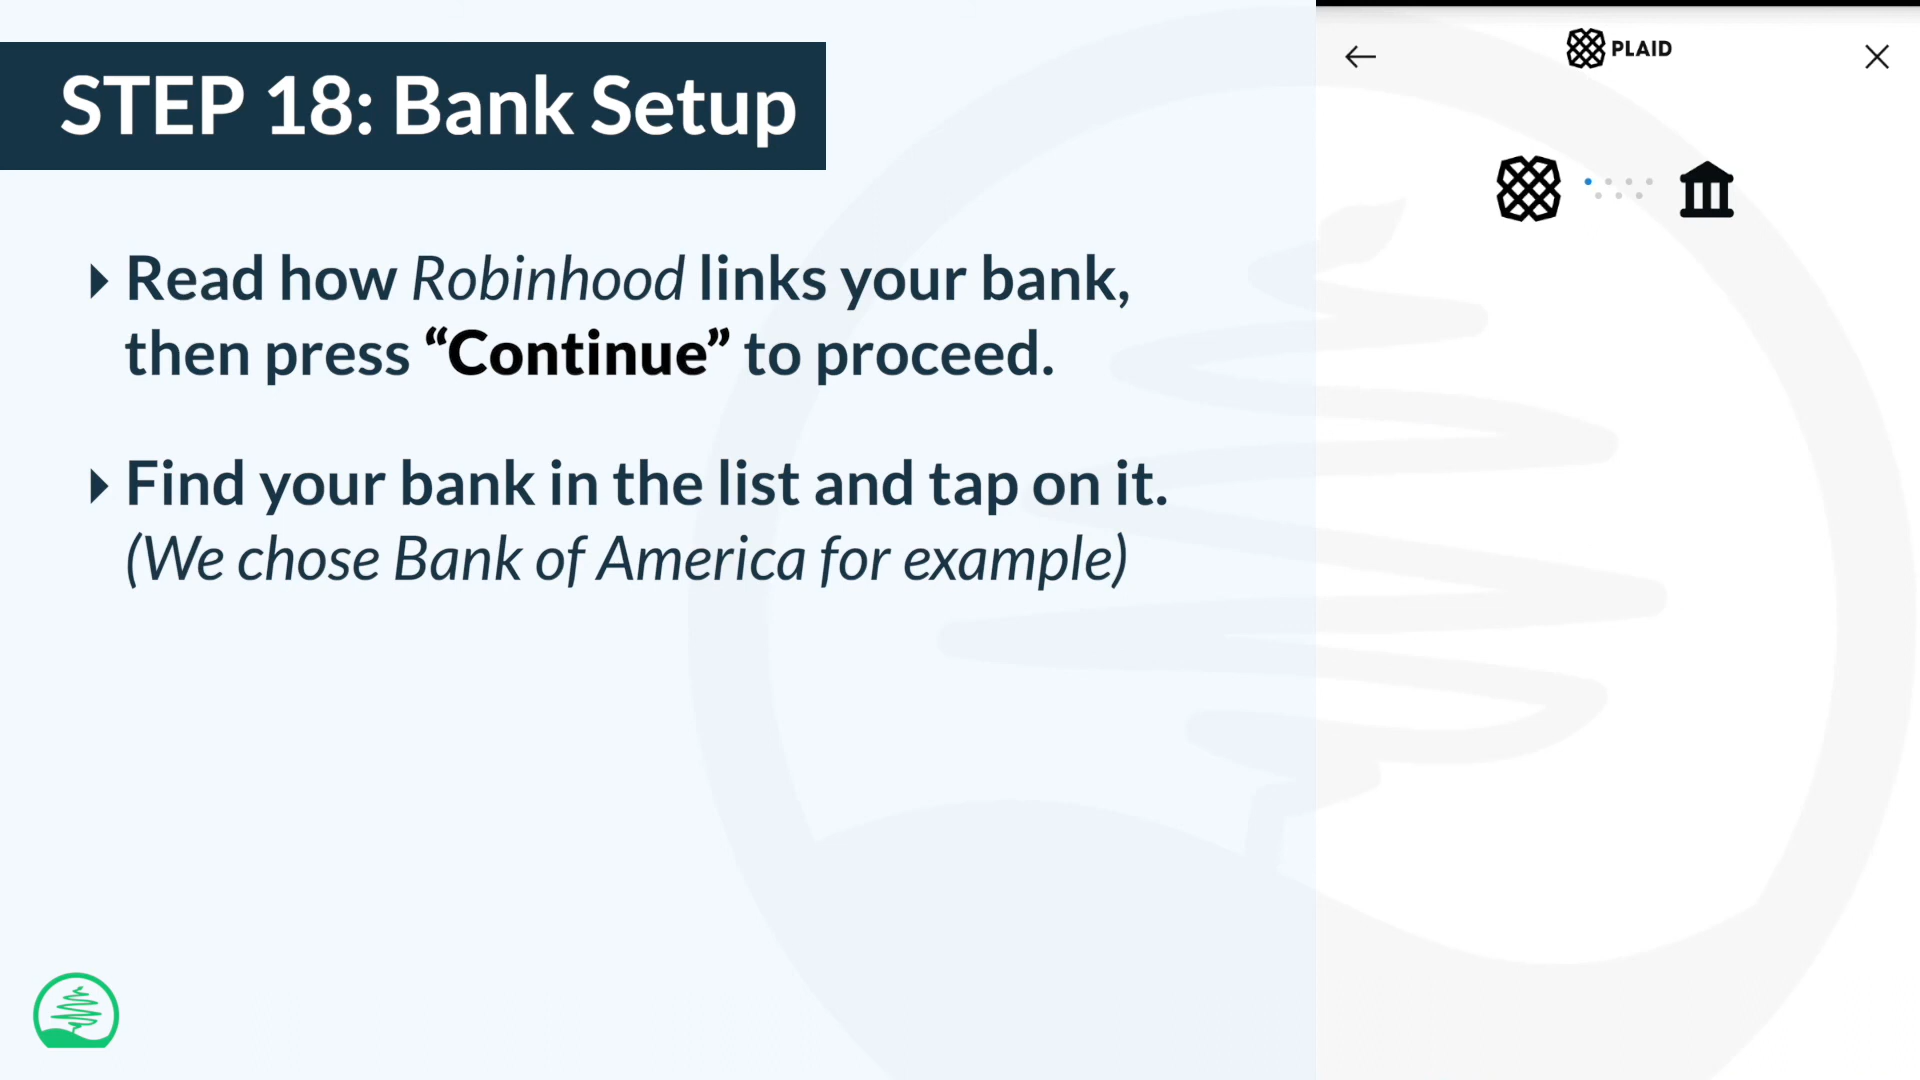 STEP 18: Bank Setup
Read how Robinhood links your bank,
then press “Continue” to proceed.
Find your bank in the list and tap on it.
(We chose Bank of America for example)
PLAID